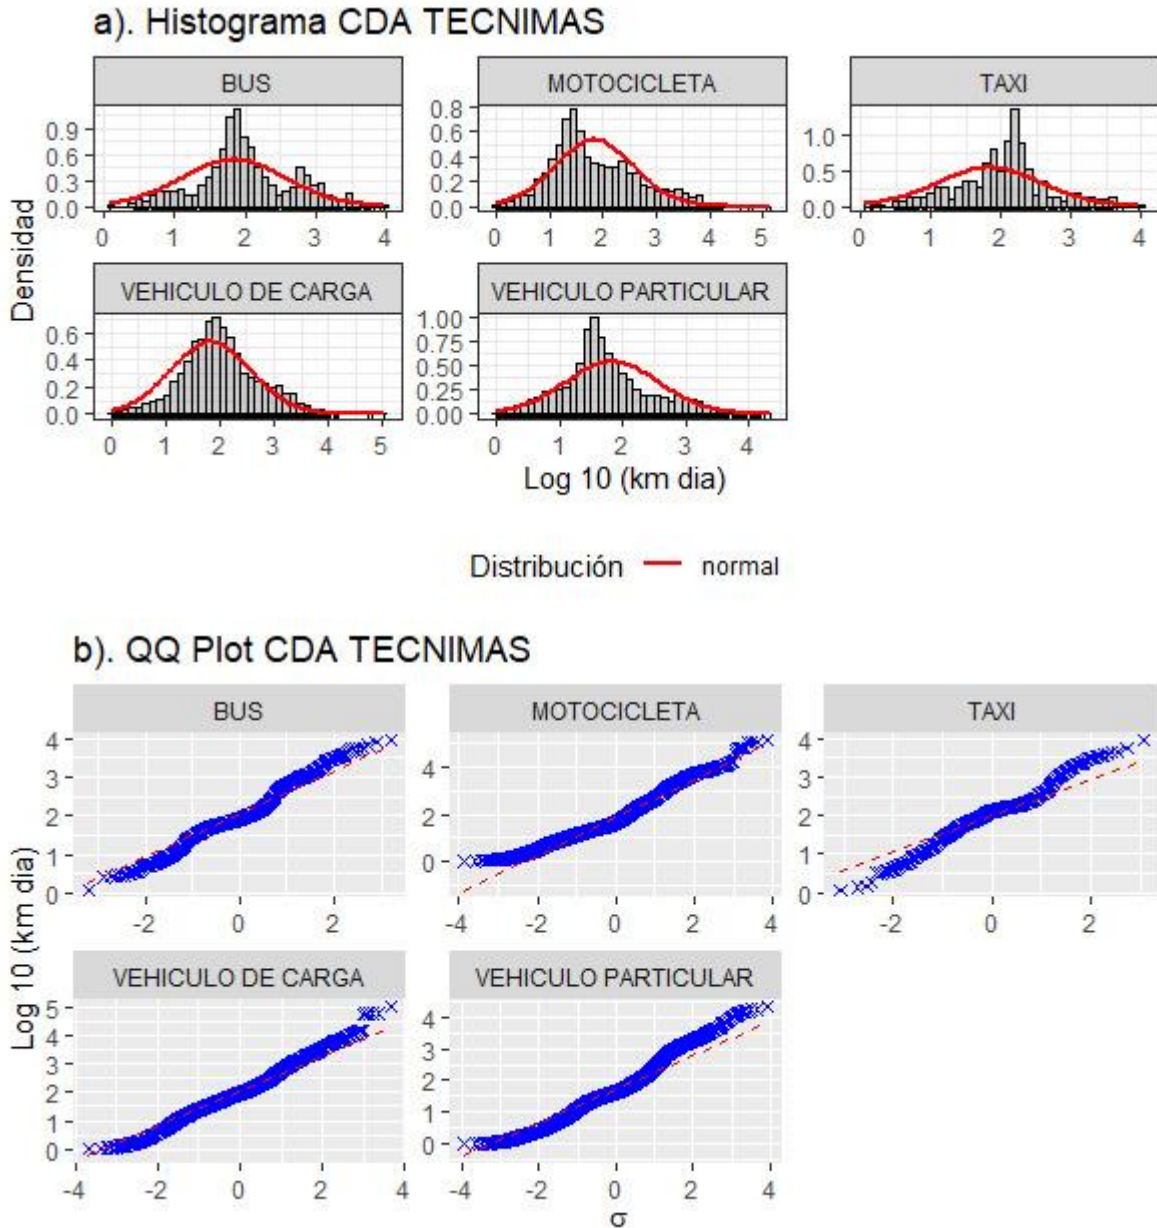 a). Histograma CDA TECNIMAS
BUS
MOTOCICLETA
TAXI
0.9
0.6
0.3
0.0
0 1 2 3 4
0.8
0.6
0.4
0.2
0.0
0 1 2 3 4 5
1.0
0.5
0.0
0 1 2 3 4
Densidad
VEHICULO DE CARGA
VEHICULO PARTICULAR
0.6
0.4
0.2
0.0
0 1 2 3 4 5
1.00
0.75
0.50
0.25
0.00
0 1 2 3 4
Log 10 (km dia)
Distribución normal
b). QQ Plot CDA TECNIMAS
BUS
MOTOCICLETA
TAXI
4
3
2
1
0
-2 0 2
4
2
0
-4 -2 0 2 4
4
3
2
1
0
-2 0 2
Log 10 (km dia)
VEHICULO DE CARGA
VEHICULO PARTICULAR
5
4
3
2
1
0
-4 -2 0 2 4
4
3
2
1
0
-4 -2 0 2 4
σ